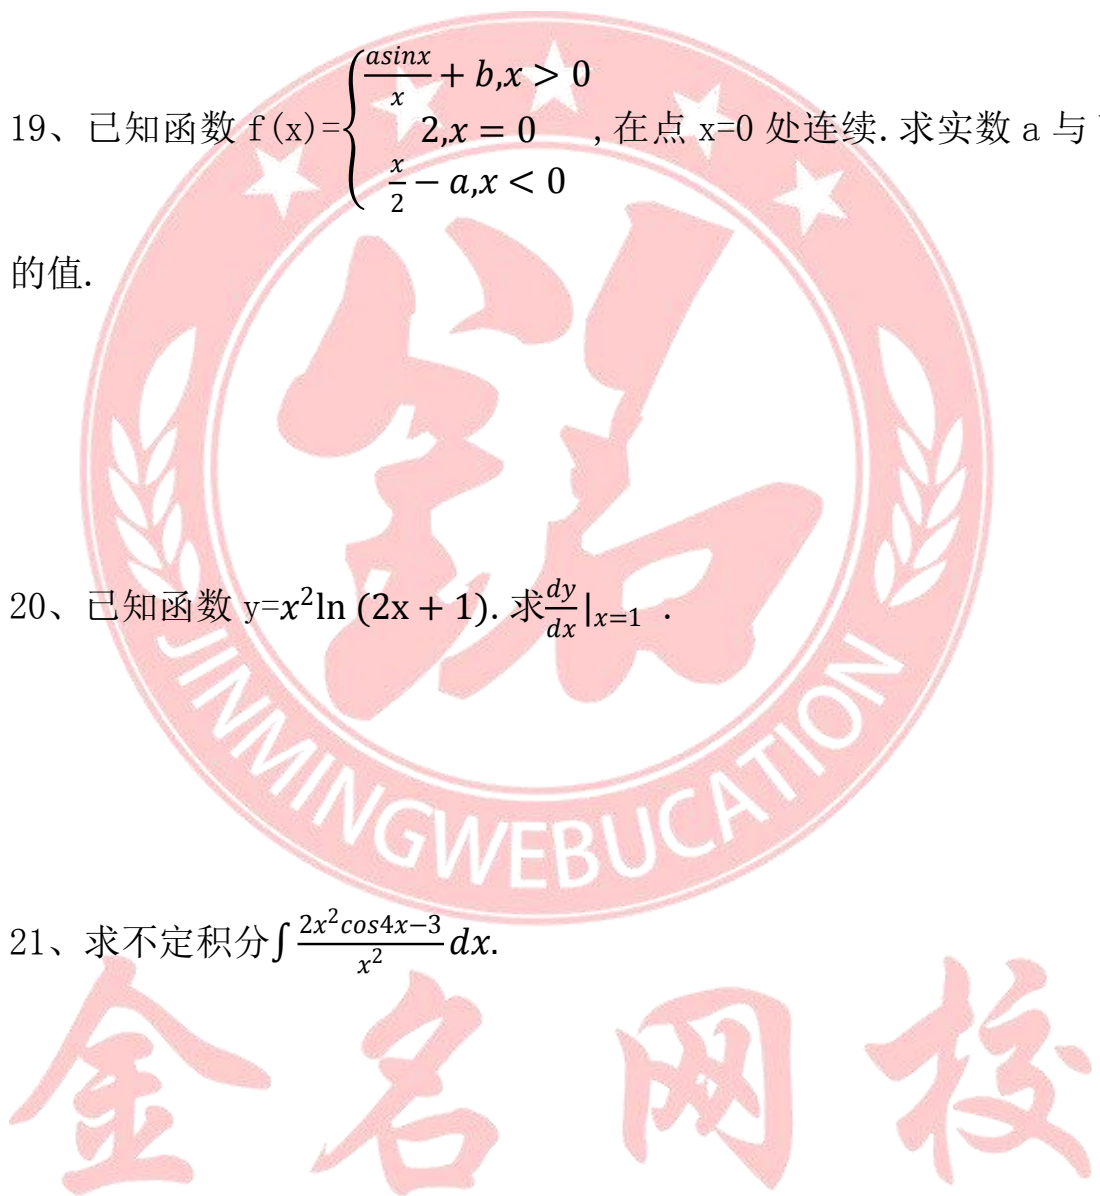 19、已知函数 f(x)={asinx/x + b,x > 0
2,x = 0 ,在点 x=0 处连续.求实数 a 与
x/2 − a,x < 0
的值.
20、已知函数 y=x²ln (2x + 1).求dy/dx|x=1 .
21、求不定积分∫ 2x²cos4x−3/x² dx.
铭
JINMINGWEBUCATION
金名网校